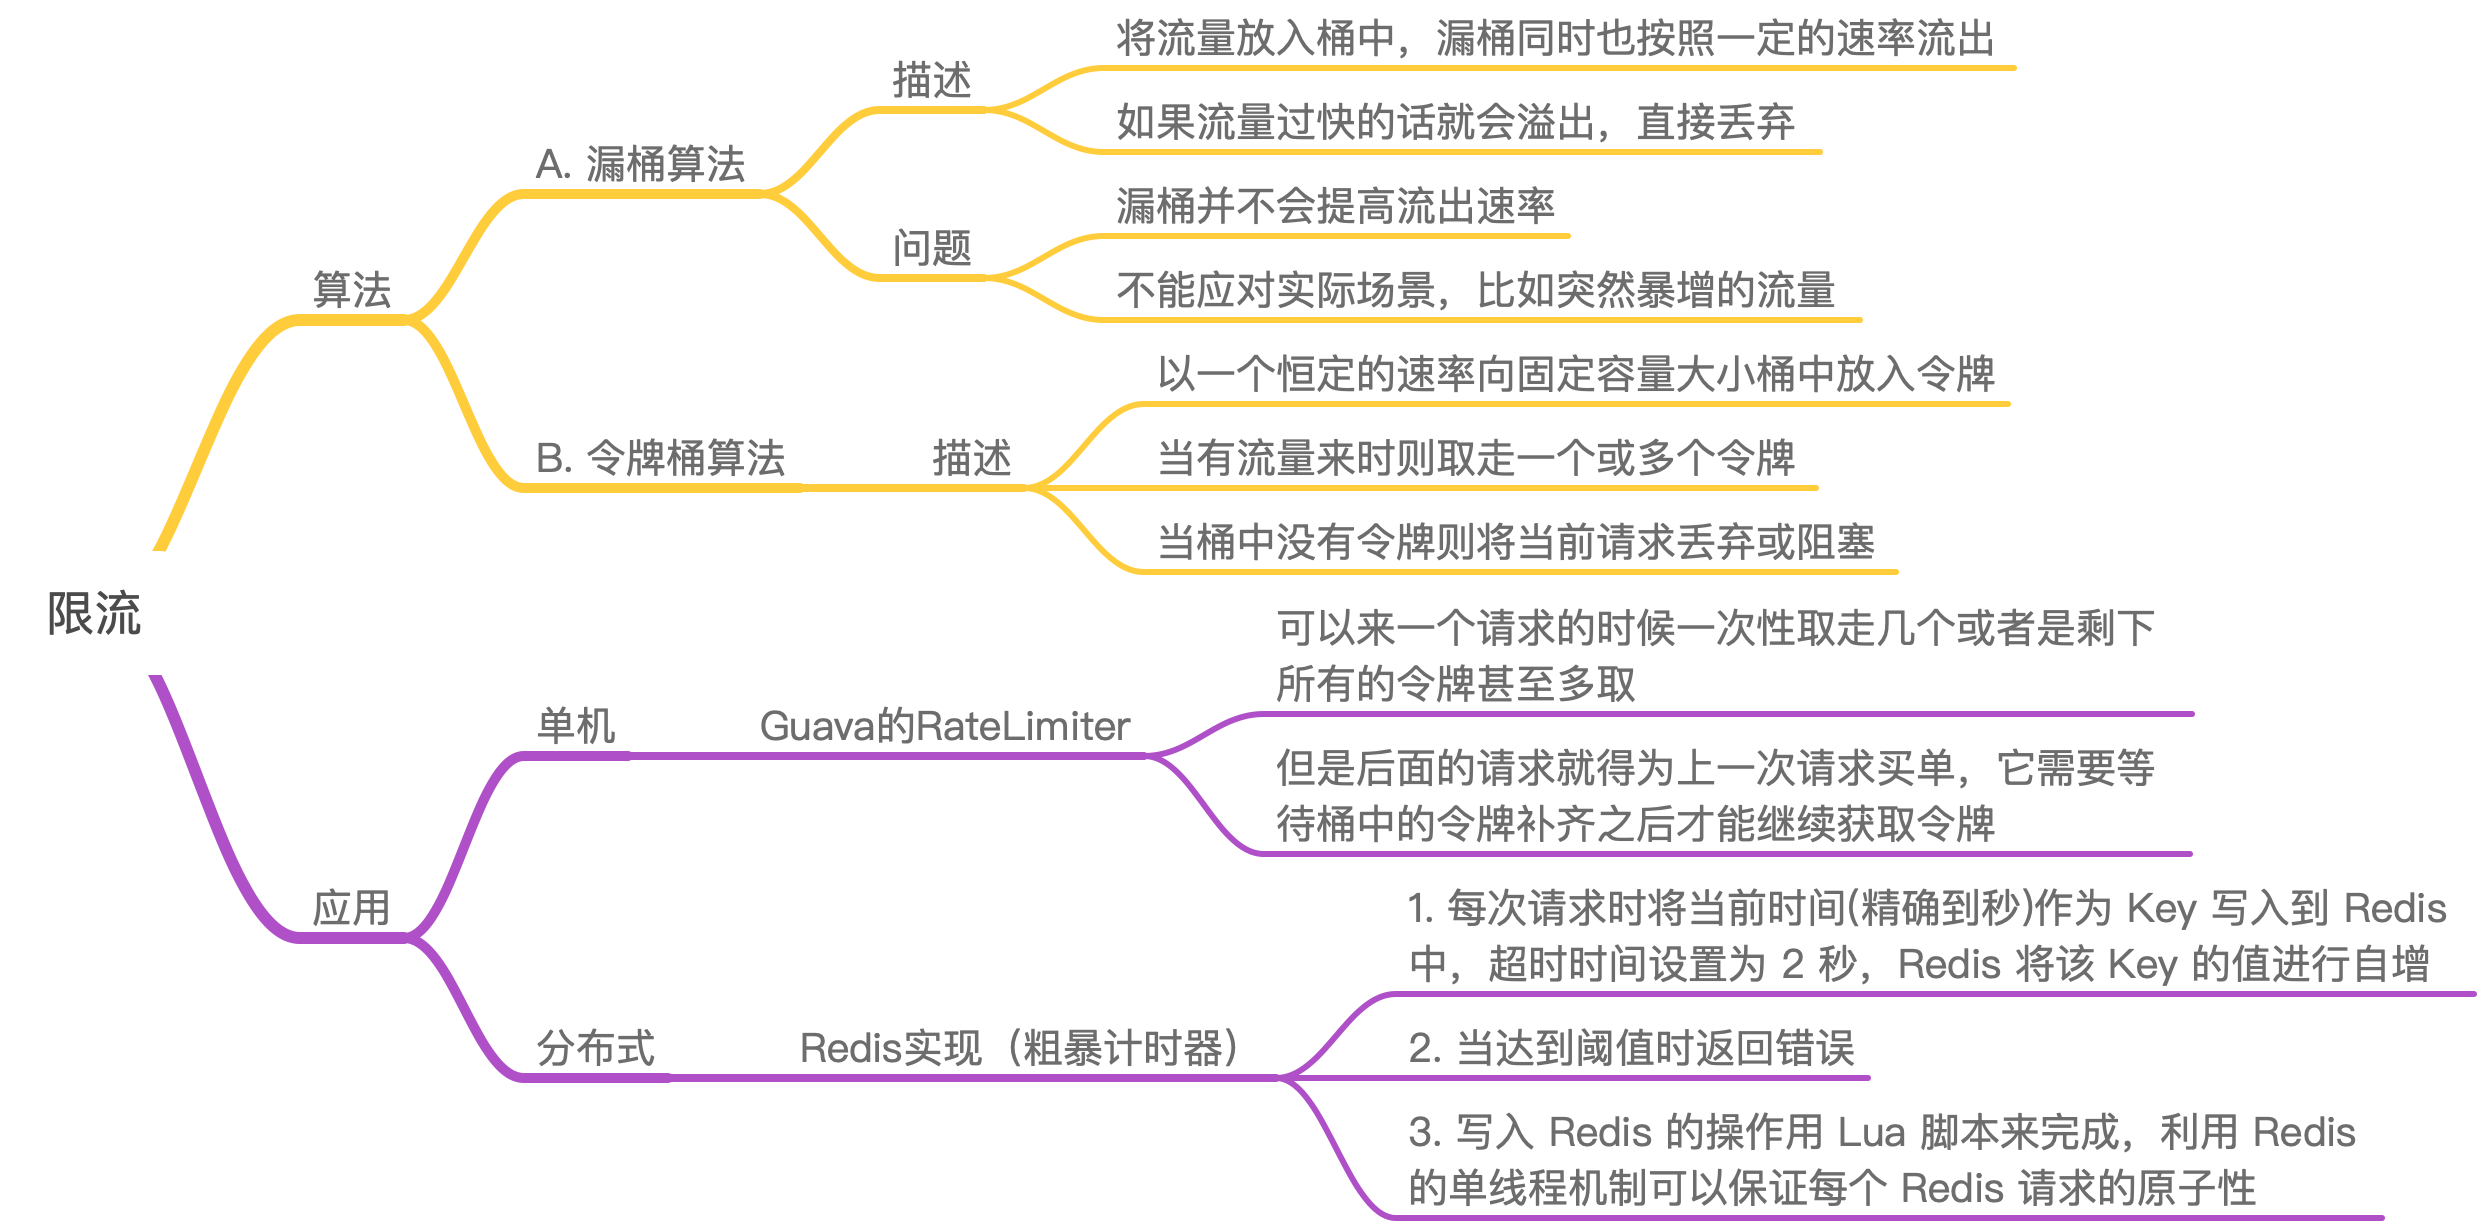 限流
算法
A. 漏桶算法
描述
将流量放入桶中，漏桶同时也按照一定的速率流出
如果流量过快的话就会溢出，直接丢弃
问题
漏桶并不会提高流出速率
不能应对实际场景，比如突然暴增的流量
B. 令牌桶算法
描述
以一个恒定的速率向固定容量大小桶中放入令牌
当有流量来时则取走一个或多个令牌
当桶中没有令牌则将当前请求丢弃或阻塞
应用
单机
Guava的RateLimiter
可以来一个请求的时候一次性取走几个或者是剩下
所有的令牌甚至多取
但是后面的请求就得为上一次请求买单，它需要等
待桶中的令牌补齐之后才能继续获取令牌
分布式
Redis实现（粗暴计时器）
1. 每次请求时将当前时间(精确到秒)作为 Key 写入到 Redis
中，超时时间设置为 2 秒，Redis 将该 Key 的值进行自增
2. 当达到阈值时返回错误
3. 写入 Redis 的操作用 Lua 脚本来完成，利用 Redis
的单线程机制可以保证每个 Redis 请求的原子性